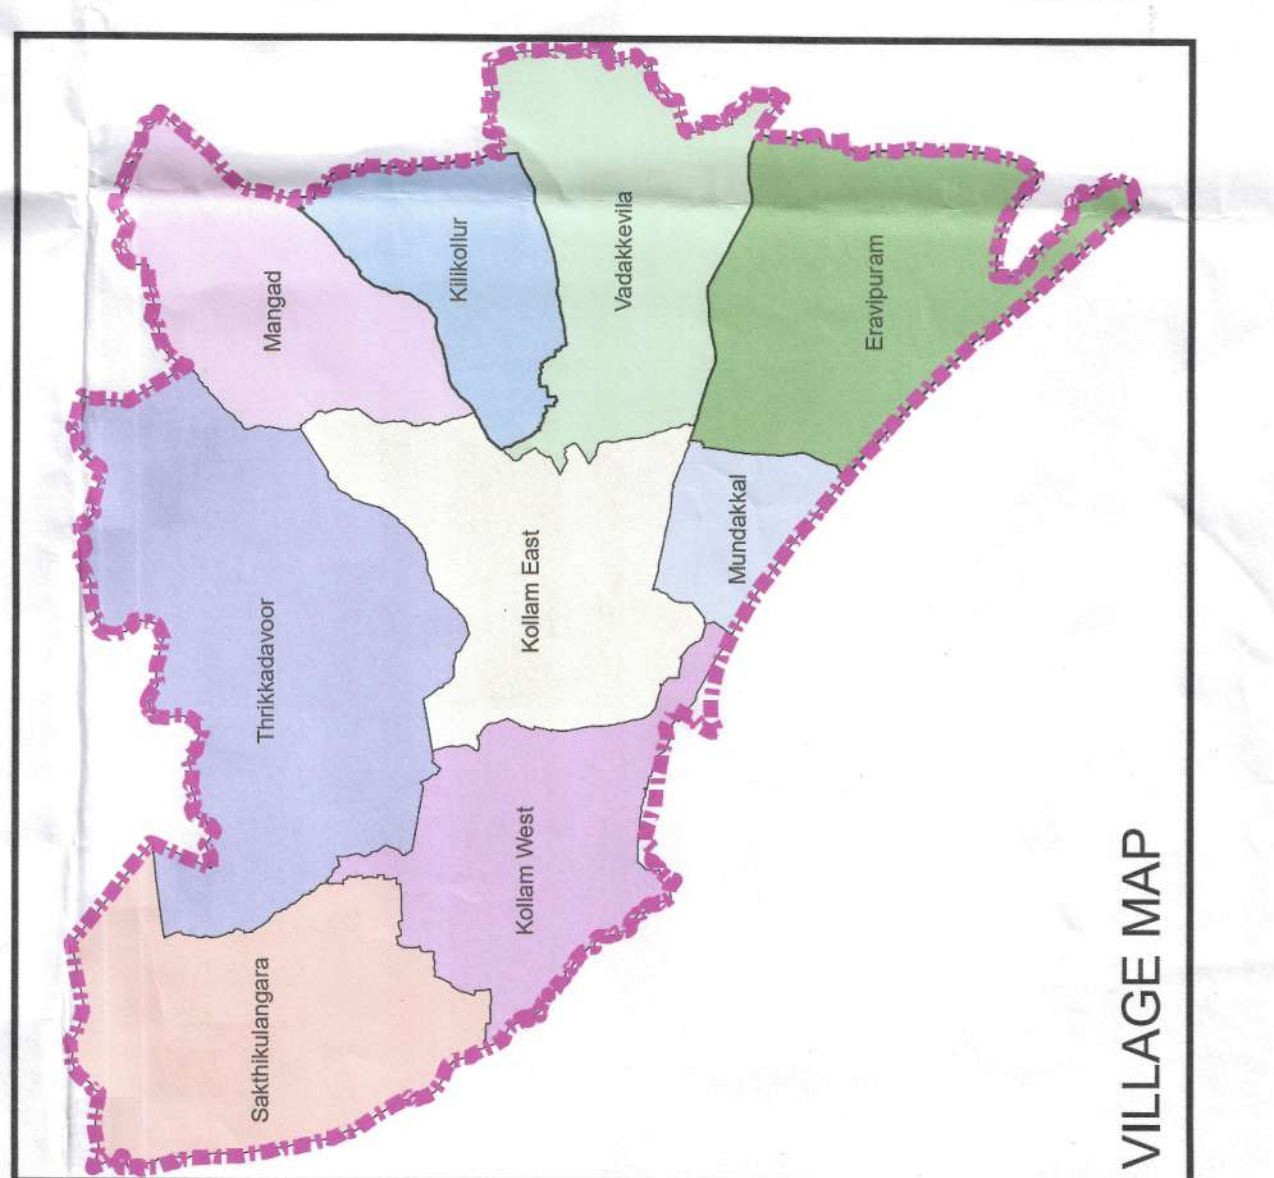 Sakthikulangara
Thrikkadavoor
Mangad
Kilikollur
Kollam West
Kollam East
Vadakkevila
Mundakkal
Eravipuram
VILLAGE MAP